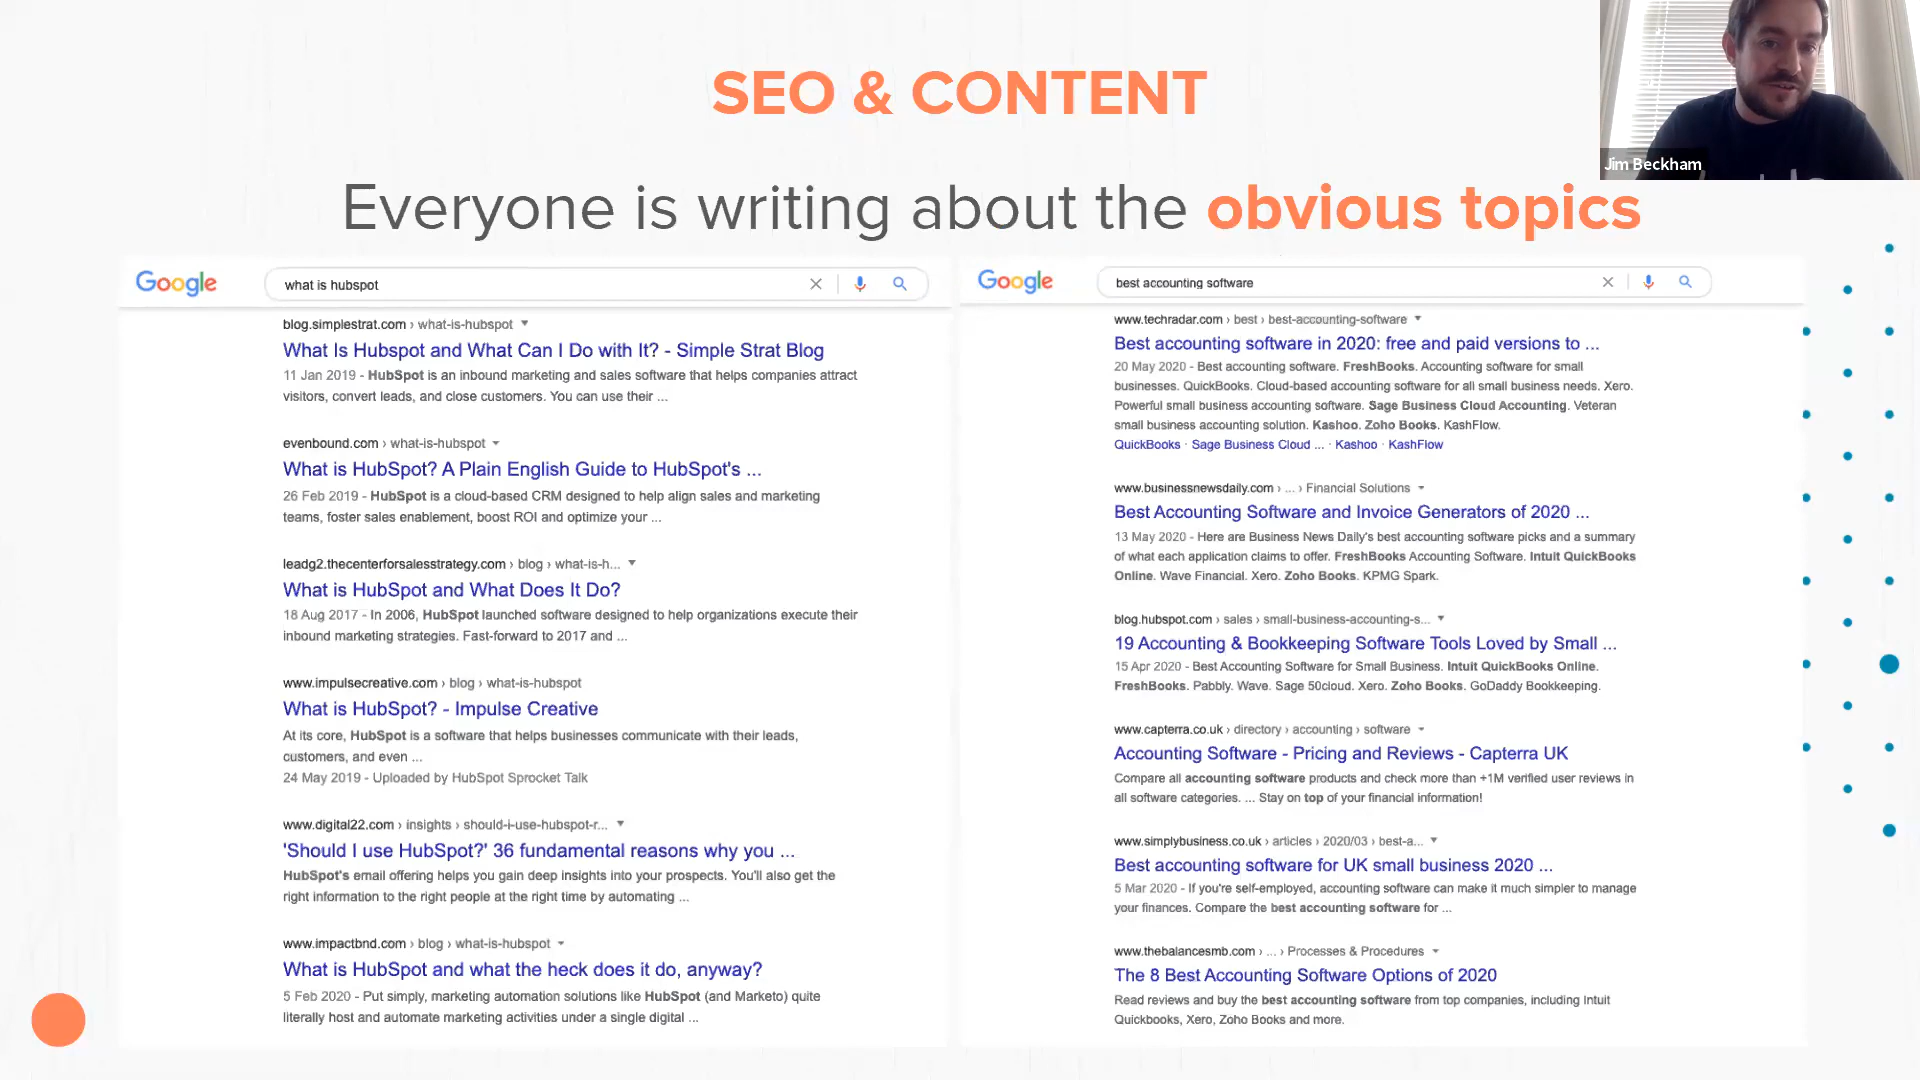 SEO & CONTENT
Jim Beckham
Everyone is writing about the obvious topics
Google
what is hubspot
blog.simplestrat.com › what-is-hubspot
What Is Hubspot and What Can I Do with It? - Simple Strat Blog
11 Jan 2019 - HubSpot is an inbound marketing and sales software that helps companies attract
visitors, convert leads, and close customers. You can use their ...
evenbound.com › what-is-hubspot
What is HubSpot? A Plain English Guide to HubSpot's ...
26 Feb 2019 - HubSpot is a cloud-based CRM designed to help align sales and marketing
teams, foster sales enablement, boost ROI and optimize your ...
leadg2.thecenterforsalesstrategy.com › blog › what-is-h...
What is HubSpot and What Does It Do?
18 Aug 2017 - In 2006, HubSpot launched software designed to help organizations execute their
inbound marketing strategies. Fast-forward to 2017 and ...
www.impulsecreative.com › blog › what-is-hubspot
What is HubSpot? - Impulse Creative
At its core, HubSpot is a software that helps businesses communicate with their leads,
customers, and even ...
24 May 2019 - Uploaded by HubSpot Sprocket Talk
www.digital22.com › insights › should-i-use-hubspot-r...
'Should I use HubSpot?' 36 fundamental reasons why you ...
HubSpot's email offering helps you gain deep insights into your prospects. You'll also get the
right information to the right people at the right time by automating ...
www.impactbnd.com › blog › what-is-hubspot
What is HubSpot and what the heck does it do, anyway?
5 Feb 2020 - Put simply, marketing automation solutions like HubSpot (and Marketo) quite
literally host and automate marketing activities under a single digital ...
Google
best accounting software
www.techradar.com › best › best-accounting-software
Best accounting software in 2020: free and paid versions to ...
20 May 2020 - Best accounting software. FreshBooks. Accounting software for small
businesses. QuickBooks. Cloud-based accounting software for all small business needs. Xero.
Powerful small business accounting software. Sage Business Cloud Accounting. Veteran
small business accounting solution. Kashoo. Zoho Books. KashFlow.
QuickBooks · Sage Business Cloud ... · Kashoo · KashFlow
www.businessnewsdaily.com › ... › Financial Solutions
Best Accounting Software and Invoice Generators of 2020 ...
13 May 2020 - Here are Business News Daily's best accounting software picks and a summary
of what each application claims to offer. FreshBooks Accounting Software. Intuit QuickBooks
Online. Wave Financial. Xero. Zoho Books. KPMG Spark.
blog.hubspot.com › sales › small-business-accounting-s...
19 Accounting & Bookkeeping Software Tools Loved by Small ...
15 Apr 2020 - Best Accounting Software for Small Business. Intuit QuickBooks Online.
FreshBooks. Pabbly. Wave. Sage 50cloud. Xero. Zoho Books. GoDaddy Bookkeeping.
www.capterra.co.uk › directory › accounting › software
Accounting Software - Pricing and Reviews - Capterra UK
Compare all accounting software products and check more than +1M verified user reviews in
all software categories. ... Stay on top of your financial information!
www.simplybusiness.co.uk › articles › 2020/03 › best-a...
Best accounting software for UK small business 2020 ...
5 Mar 2020 - If you're self-employed, accounting software can make it much simpler to manage
your finances. Compare the best accounting software for ...
www.thebalancesmb.com › ... › Processes & Procedures
The 8 Best Accounting Software Options of 2020
Read reviews and buy the best accounting software from top companies, including Intuit
Quickbooks, Xero, Zoho Books and more.